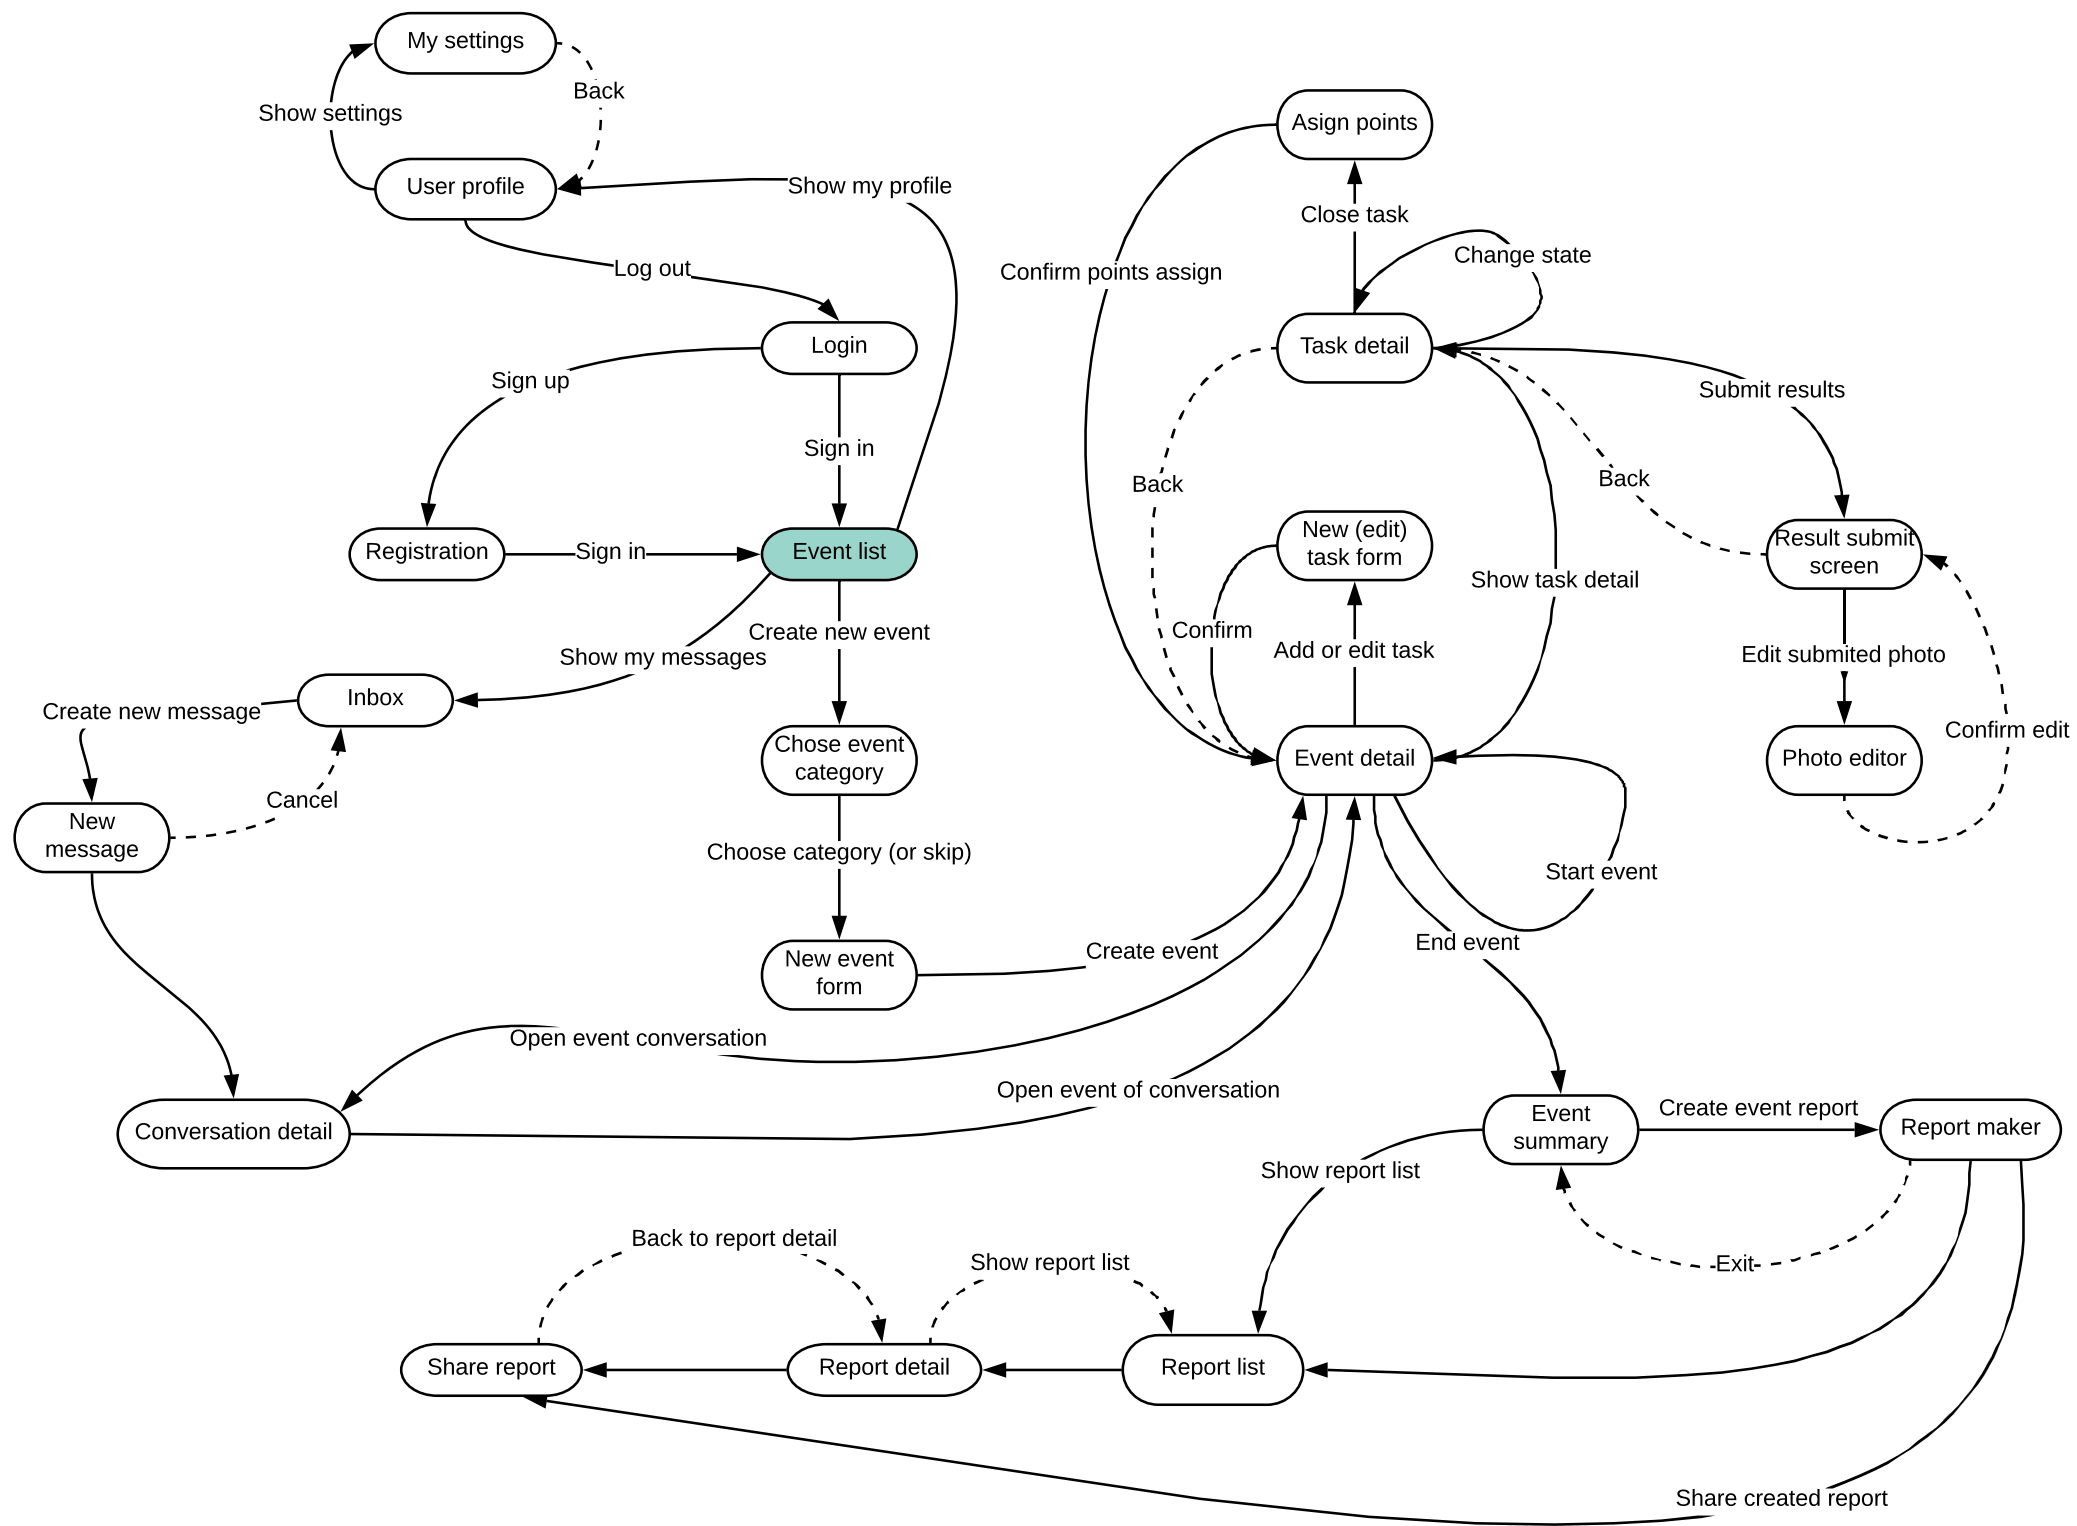 My settings
Back
Show settings
Asign points
User profile
Show my profile
Close task
Change state
Log out
Confirm points assign
Login
Task detail
Sign up
Submit results
Sign in
Back
Back
Registration
Sign in
Event list
New (edit)
task form
Result submit
screen
Show task detail
Create new event
Confirm
Add or edit task
Show my messages
Edit submited photo
Inbox
Create new message
Confirm edit
Chose event
category
Event detail
Photo editor
Cancel
New
message
Choose category (or skip)
Start event
End event
Create event
New event
form
Open event conversation
Open event of conversation
Conversation detail
Event
summary
Create event report
Report maker
Show report list
Back to report detail
Show report list
Exit
Share report
Report detail
Report list
Share created report